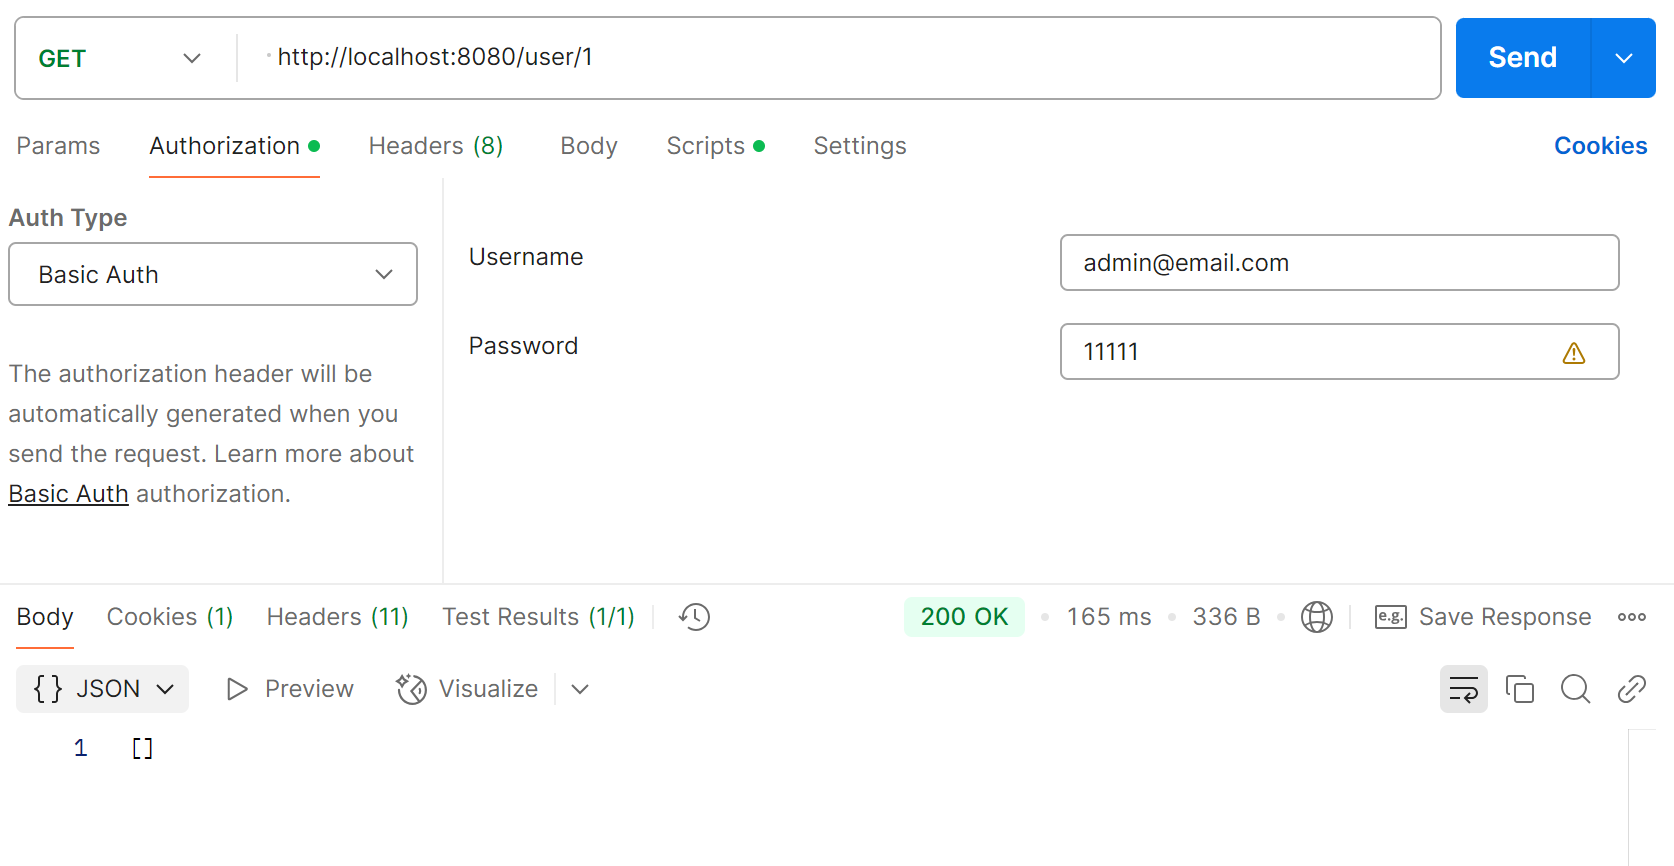 GET http://localhost:8080/user/1 Send
Params Authorization Headers (8) Body Scripts Settings Cookies
Auth Type
Basic Auth
Username admin@email.com
Password 11111
The authorization header will be
automatically generated when you
send the request. Learn more about
Basic Auth authorization.
Body Cookies (1) Headers (11) Test Results (1/1) 200 OK 165 ms 336 B e.g. Save Response
{} JSON Preview Visualize
1 []